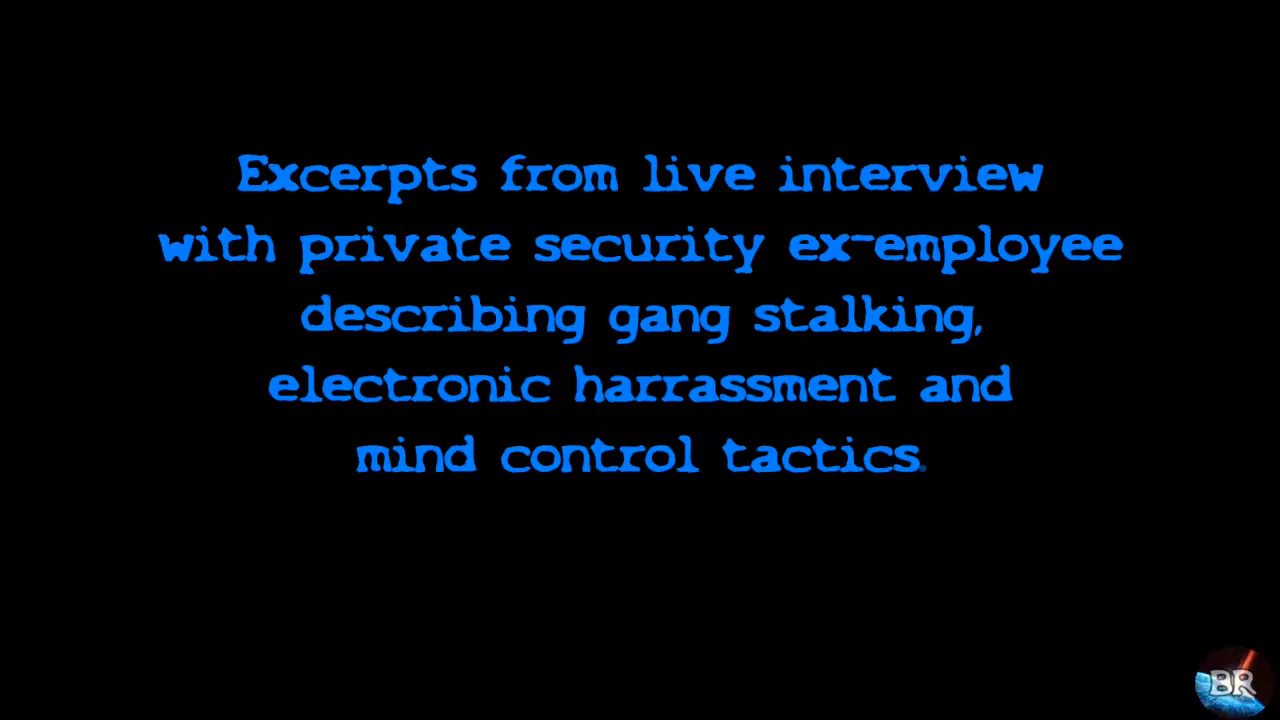 Excerpts from live interview
with private security ex-employee
describing gang stalking,
electronic harrassment and
mind control tactics.
BR